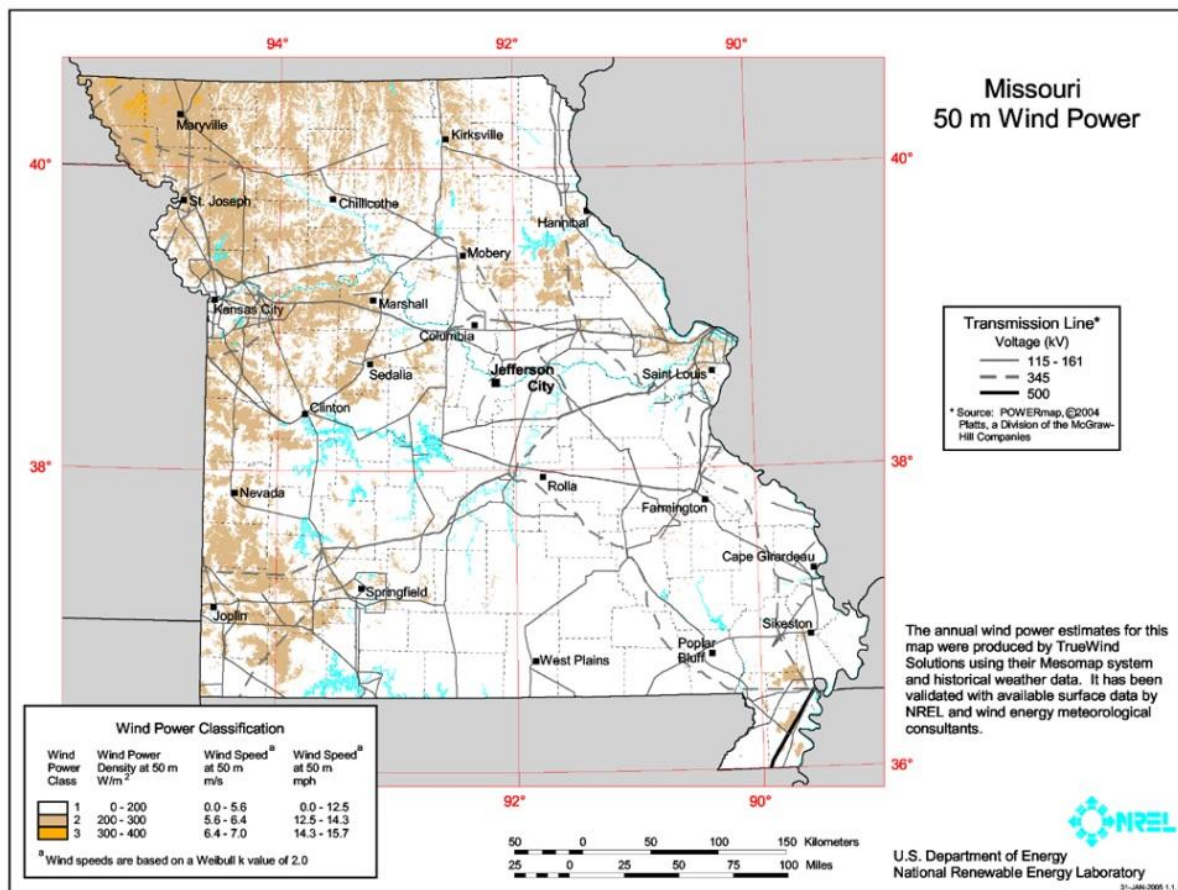 94°
92°
90°
Missouri
50 m Wind Power
Maryville
Kirksville
40°
40°
St. Joseph
Chillicothe
Hannibal
Mobery
Kansas City
Marshall
Columbia
Transmission Line*
Voltage (kV)
115 - 161
345
500
* Source: POWERmap, ©2004
Platts, a Division of the McGraw-
Hill Companies
Sedalia
Jefferson
City
Saint Louis
Clinton
38°
38°
Nevada
Rolla
Farmington
Cape Girardeau
Springfield
Joplin
Sikeston
Poplar
Bluff
West Plains
The annual wind power estimates for this
map were produced by TrueWind
Solutions using their Mesomap system
and historical weather data. It has been
validated with available surface data by
NREL and wind energy meteorological
consultants.
Wind Power Classification
Wind Power Class
Wind Power Density at 50 m W/m²
Wind Speed ª at 50 m m/s
Wind Speed ª at 50 m mph
1 0 - 200 0.0 - 5.6 0.0 - 12.5
2 200 - 300 5.6 - 6.4 12.5 - 14.3
3 300 - 400 6.4 - 7.0 14.3 - 15.7
ª Wind speeds are based on a Weibull k value of 2.0
36°
92°
90°
50 0 50 100 150 Kilometers
25 0 25 50 75 100 Miles
NREL
U.S. Department of Energy
National Renewable Energy Laboratory
31-JAN-2005 1.1.